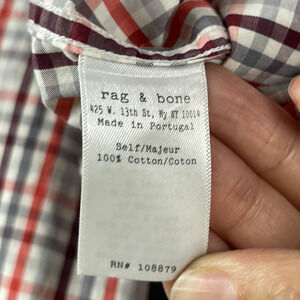 rag & bone
425 W. 13th St, Ny NY 10014
Made in Portugal
Self/Majeur
100% Cotton/Coton
RN# 108879